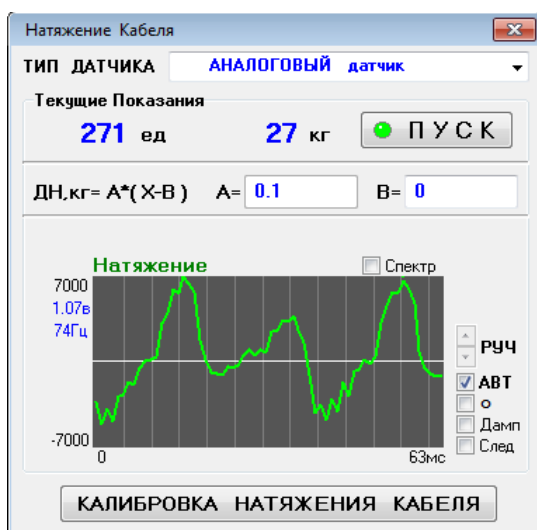 Натяжение Кабеля
ТИП ДАТЧИКА АНАЛОГОВЫЙ датчик
Текущие Показания
271 ед 27 кг ПУСК
ДН,кг= А*( Х-В ) А= 0.1 В= 0
Натяжение Спектр
7000
1.07в
74Гц
РУЧ
АВТ
о
Дамп
-7000 След
0 63мс
КАЛИБРОВКА НАТЯЖЕНИЯ КАБЕЛЯ